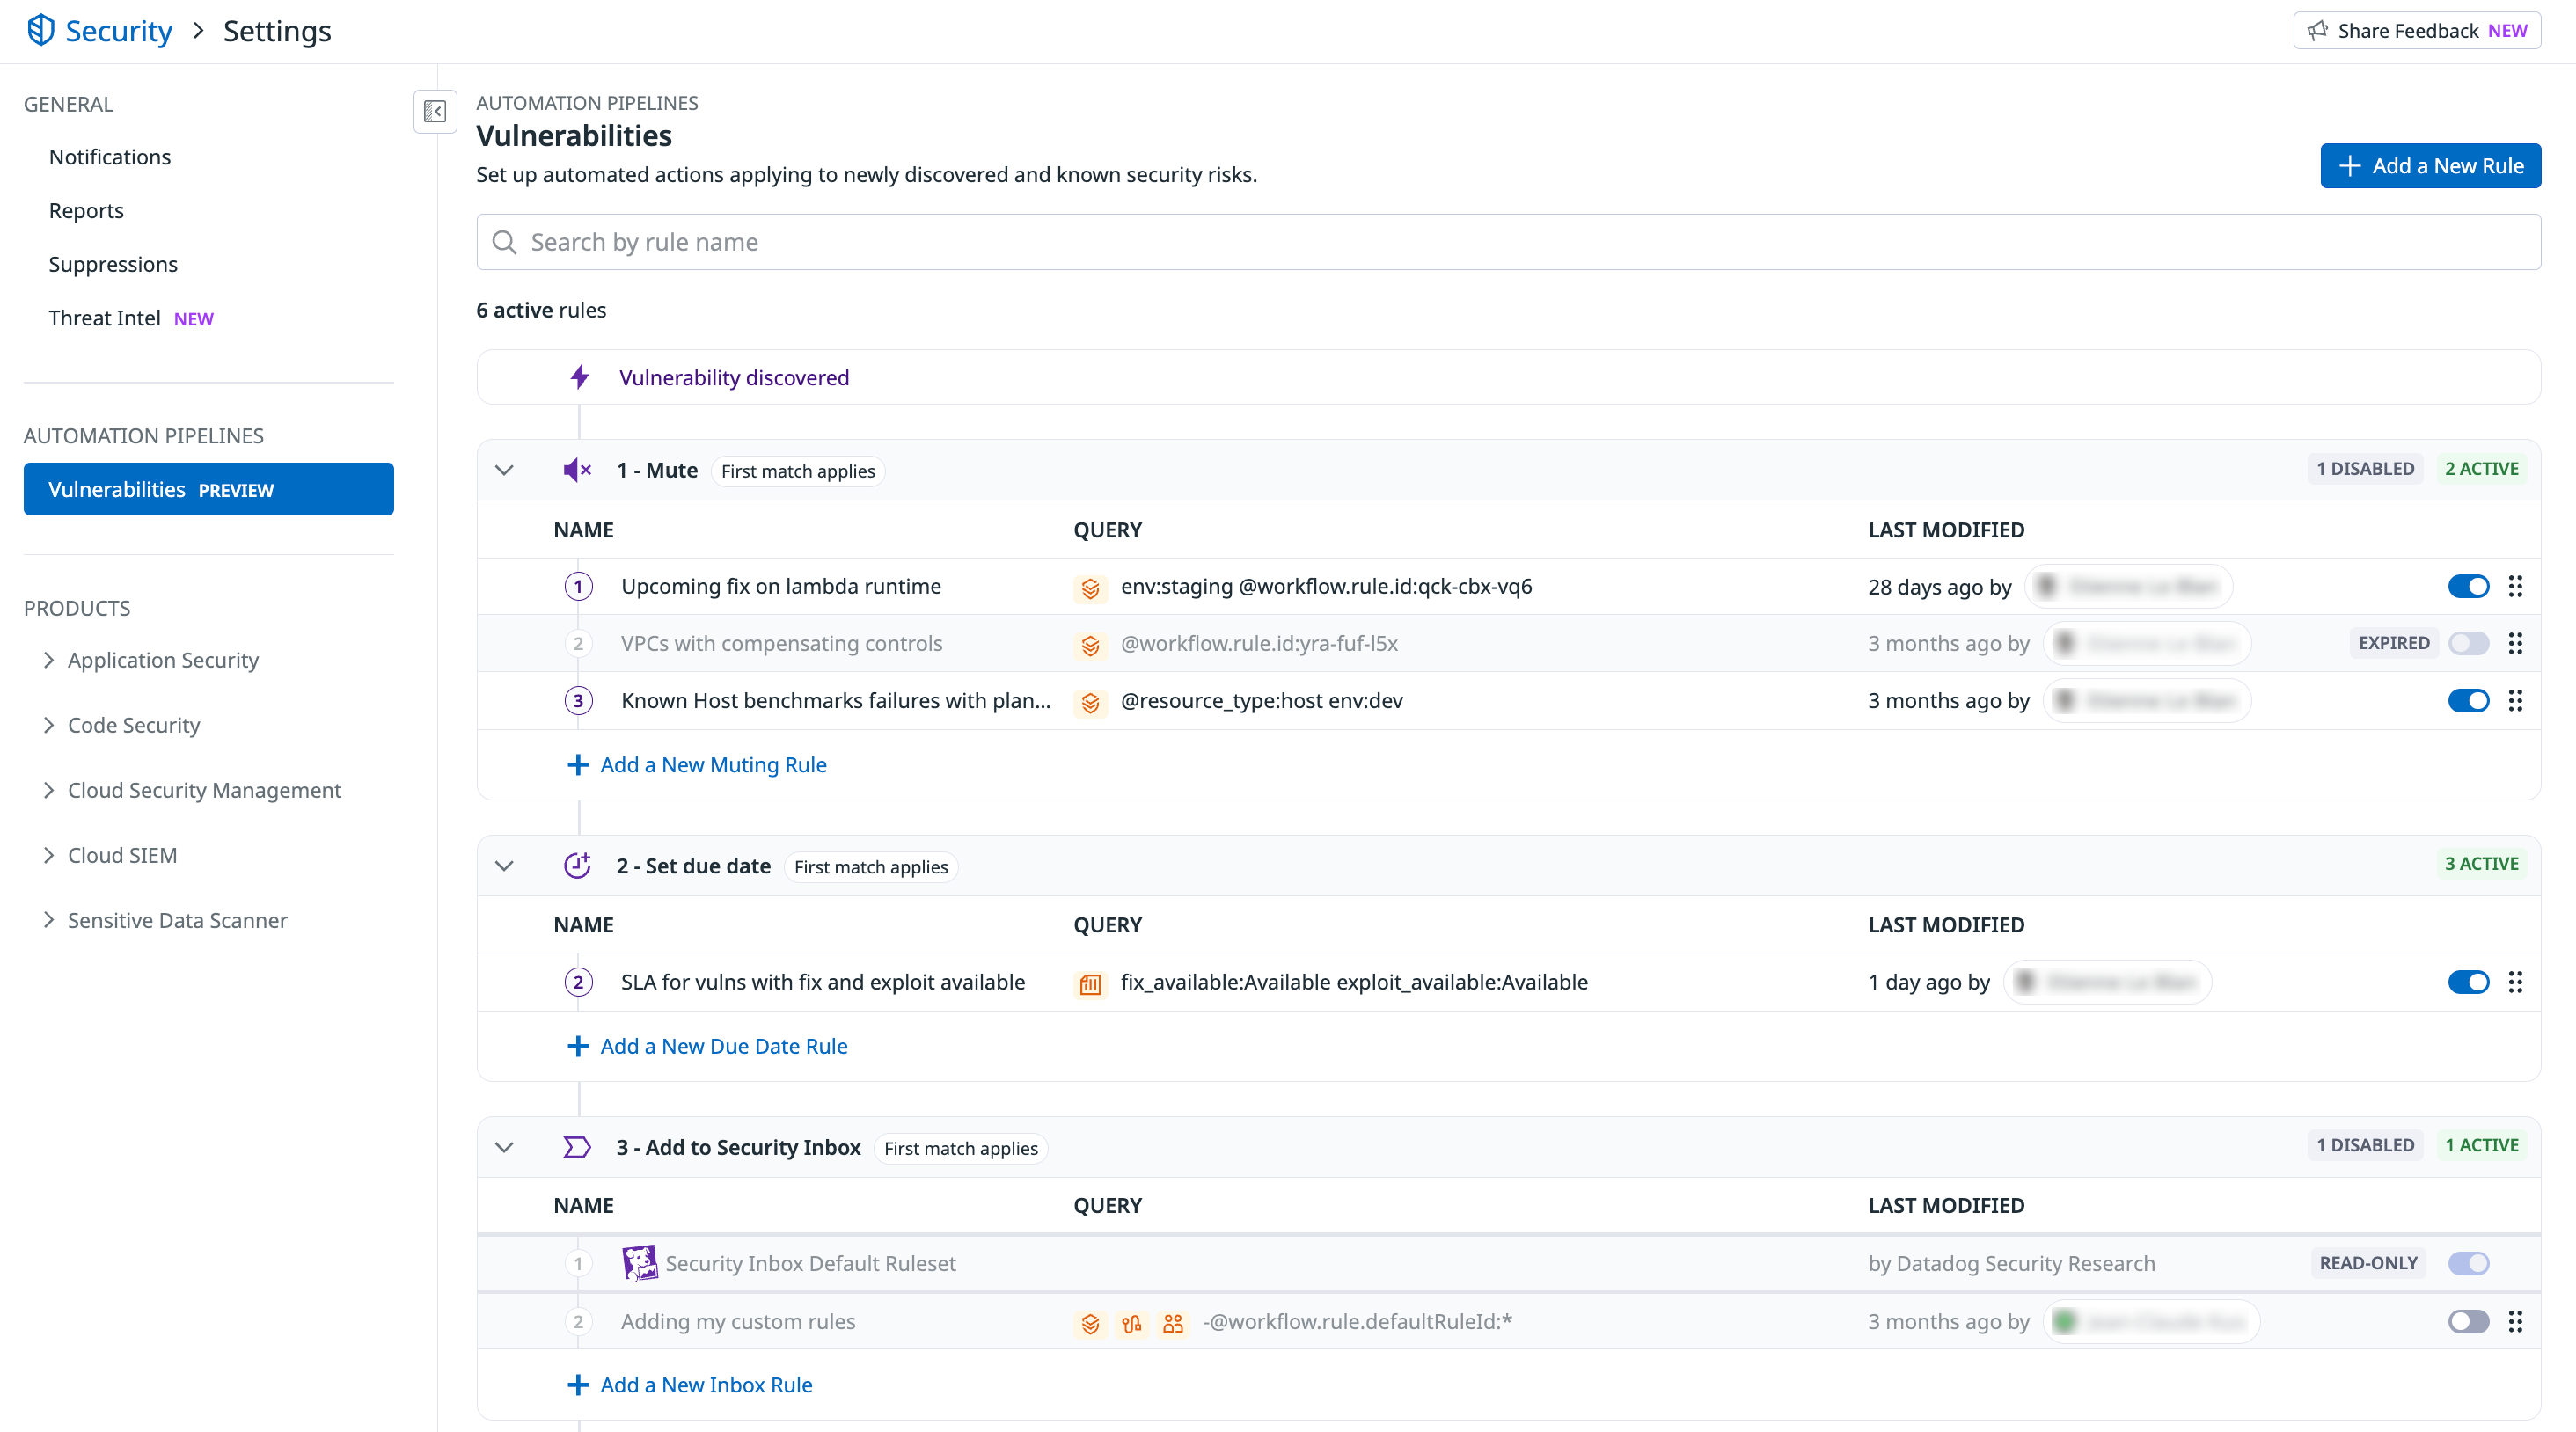 Security > Settings
Share Feedback NEW
GENERAL
Notifications
Reports
Suppressions
Threat Intel NEW
AUTOMATION PIPELINES
Vulnerabilities PREVIEW
PRODUCTS
Application Security
Code Security
Cloud Security Management
Cloud SIEM
Sensitive Data Scanner
AUTOMATION PIPELINES
Vulnerabilities
Set up automated actions applying to newly discovered and known security risks.
Add a New Rule
Search by rule name
6 active rules
Vulnerability discovered
1 - Mute First match applies 1 DISABLED 2 ACTIVE
NAME QUERY LAST MODIFIED
1 Upcoming fix on lambda runtime env:staging @workflow.rule.id:qck-cbx-vq6 28 days ago by
2 VPCs with compensating controls @workflow.rule.id:yra-fuf-l5x 3 months ago by EXPIRED
3 Known Host benchmarks failures with plan... @resource_type:host env:dev 3 months ago by
Add a New Muting Rule
2 - Set due date First match applies 3 ACTIVE
NAME QUERY LAST MODIFIED
2 SLA for vulns with fix and exploit available fix_available:Available exploit_available:Available 1 day ago by
Add a New Due Date Rule
3 - Add to Security Inbox First match applies 1 DISABLED 1 ACTIVE
NAME QUERY LAST MODIFIED
1 Security Inbox Default Ruleset by Datadog Security Research READ-ONLY
2 Adding my custom rules -@workflow.rule.defaultRuleId:* 3 months ago by
Add a New Inbox Rule